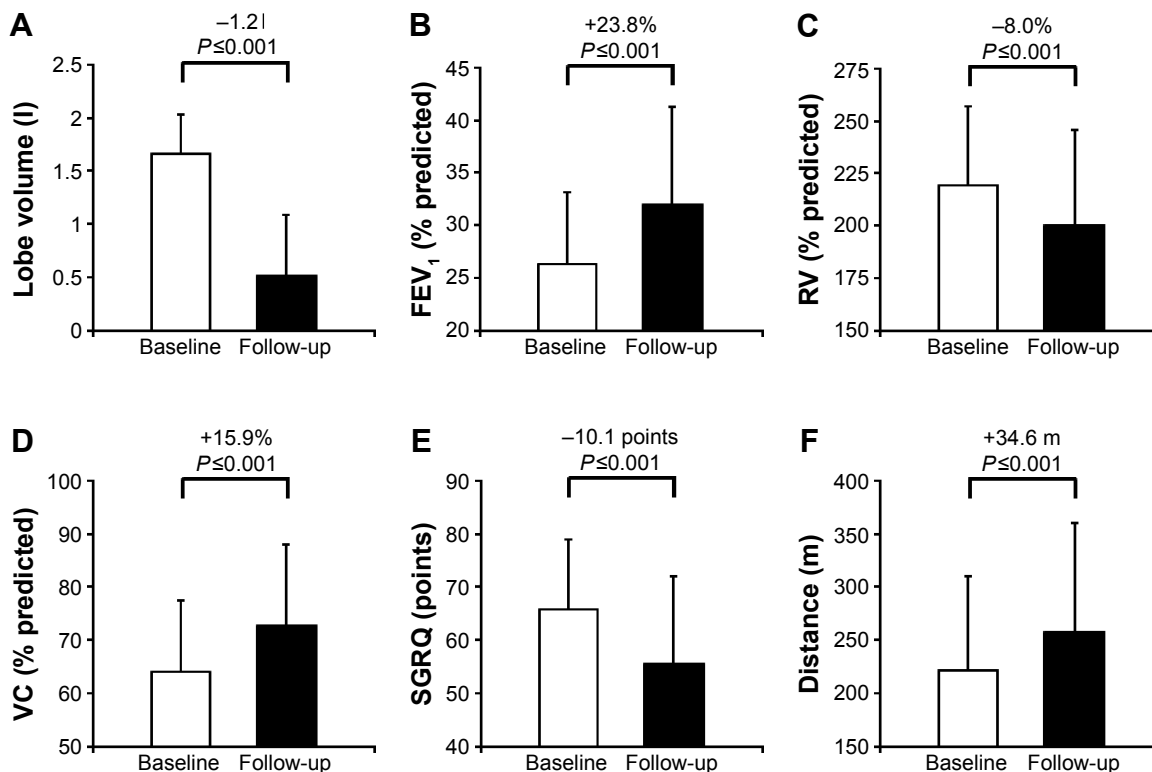 A
–1.2 l
P≤0.001
Lobe volume (l)
2.5
2
1.5
1
0.5
0
Baseline Follow-up
B
+23.8%
P≤0.001
FEV1 (% predicted)
45
40
35
30
25
20
Baseline Follow-up
C
–8.0%
P≤0.001
RV (% predicted)
275
250
225
200
175
150
Baseline Follow-up
D
+15.9%
P≤0.001
VC (% predicted)
100
90
80
70
60
50
Baseline Follow-up
E
–10.1 points
P≤0.001
SGRQ (points)
90
80
70
60
50
40
Baseline Follow-up
F
+34.6 m
P≤0.001
Distance (m)
400
350
300
250
200
150
Baseline Follow-up